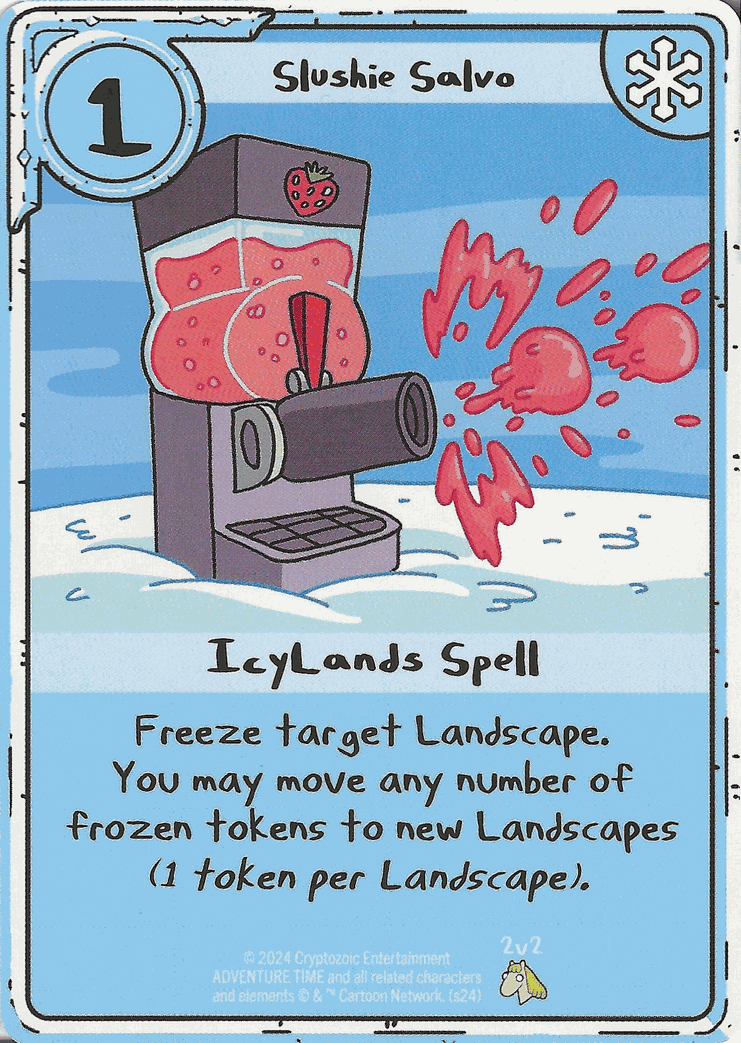 1
Slushie Salvo
IcyLands Spell
Freeze target Landscape.
You may move any number of
frozen tokens to new Landscapes
(1 token per Landscape).
© 2024 Cryptozoic Entertainment
ADVENTURE TIME and all related characters
and elements © & ™ Cartoon Network. (s24)
2v2